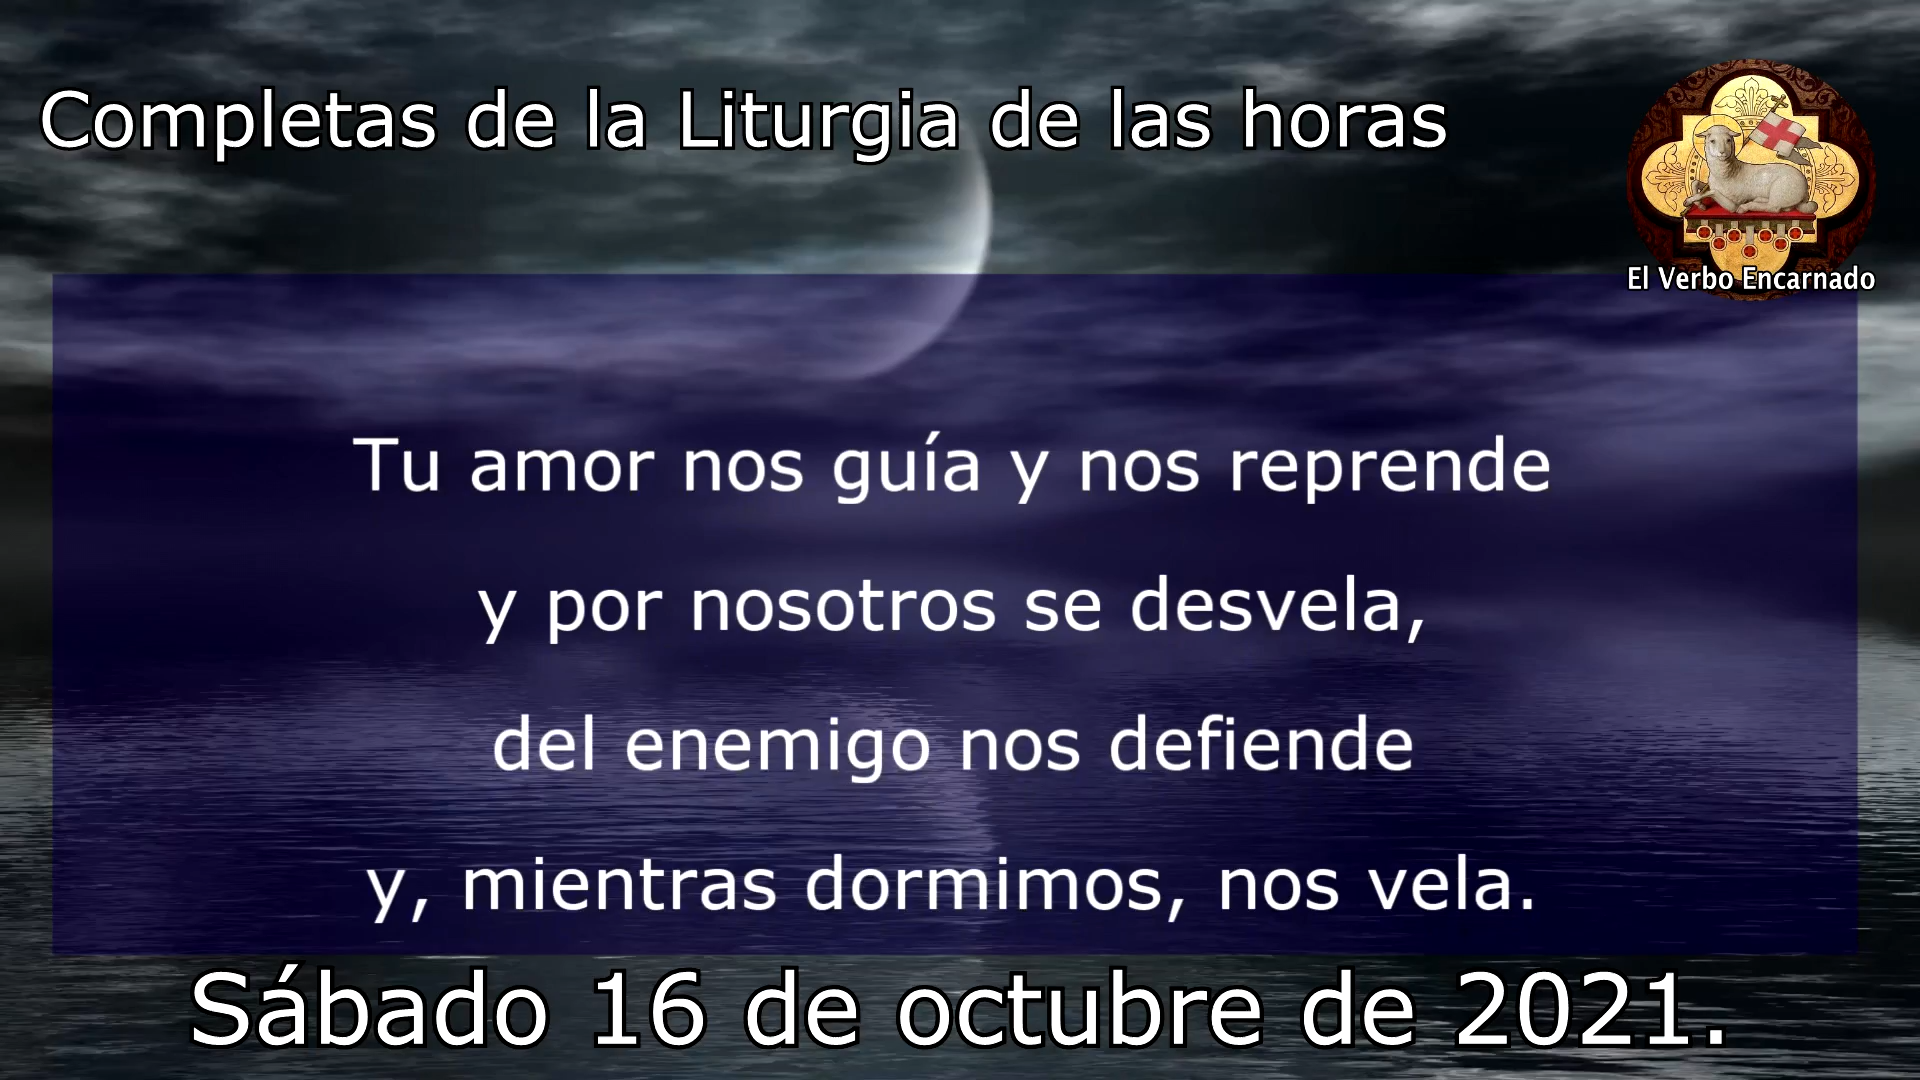 Completas de la Liturgia de las horas
El Verbo Encarnado
Tu amor nos guía y nos reprende
y por nosotros se desvela,
del enemigo nos defiende
y, mientras dormimos, nos vela.
Sábado 16 de octubre de 2021.